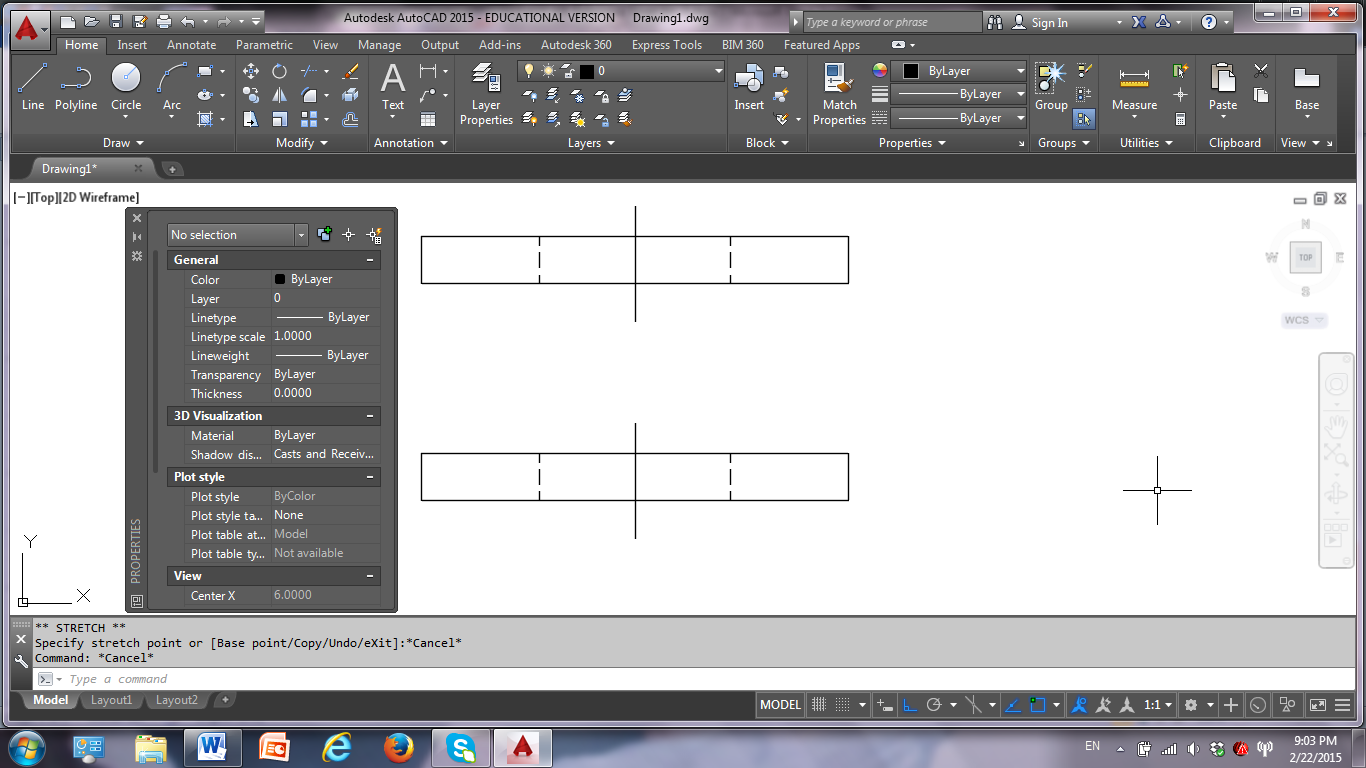 Autodesk AutoCAD 2015 - EDUCATIONAL VERSION Drawing1.dwg
Type a keyword or phrase
Sign In
Home Insert Annotate Parametric View Manage Output Add-ins Autodesk 360 Express Tools BIM 360 Featured Apps
Line Polyline Circle Arc
Text
Layer Properties
0
Insert
Match Properties
ByLayer
ByLayer
ByLayer
Group
Measure
Paste
Base
Draw Modify Annotation Layers Block Properties Groups Utilities Clipboard View
Drawing1*
[−][Top][2D Wireframe]
No selection
General
Color ByLayer
Layer 0
Linetype ByLayer
Linetype scale 1.0000
Lineweight ByLayer
Transparency ByLayer
Thickness 0.0000
3D Visualization
Material ByLayer
Shadow dis... Casts and Receiv...
Plot style
Plot style ByColor
Plot style ta... None
Plot table at... Model
Plot table ty... Not available
View
Center X 6.0000
PROPERTIES
N
W TOP E
S
WCS
Y
X
** STRETCH **
Specify stretch point or [Base point/Copy/Undo/eXit]:*Cancel*
Command: *Cancel*
Type a command
Model Layout1 Layout2
MODEL
1:1
EN
9:03 PM
2/22/2015